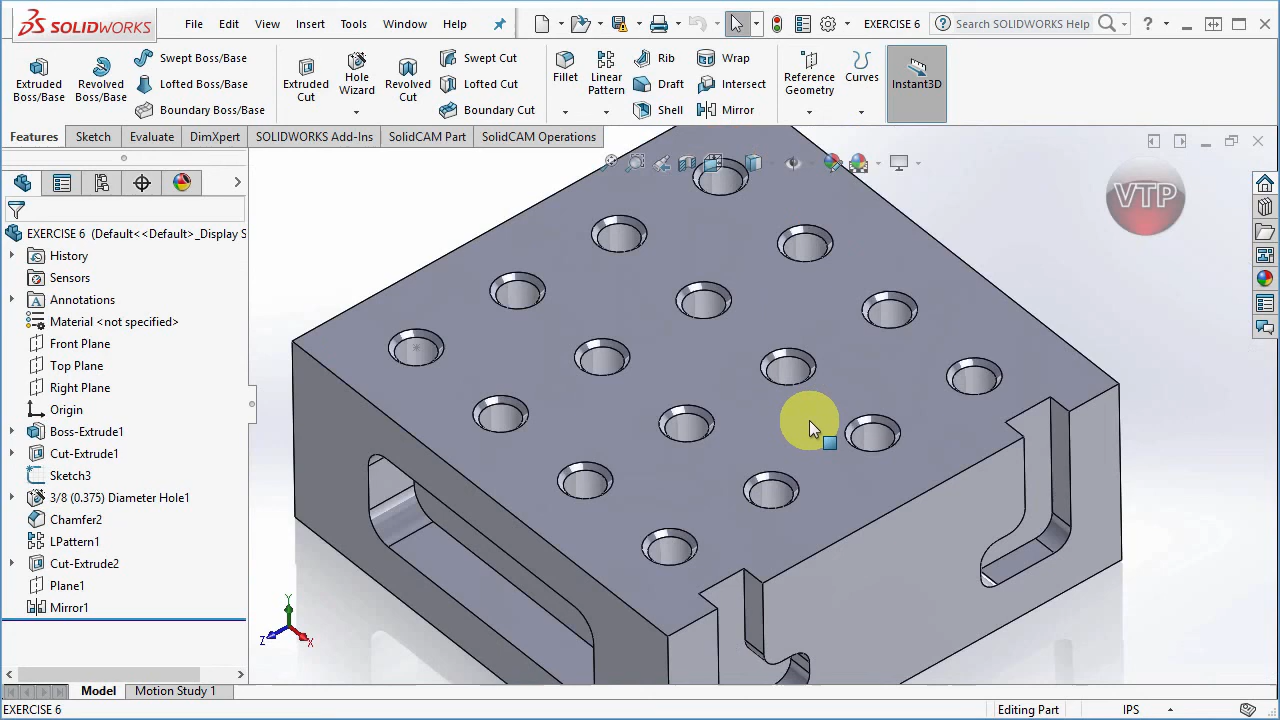 SOLIDWORKS File Edit View Insert Tools Window Help EXERCISE 6 Search SOLIDWORKS Help
Extruded Boss/Base
Revolved Boss/Base
Swept Boss/Base
Lofted Boss/Base
Boundary Boss/Base
Extruded Cut
Hole Wizard
Revolved Cut
Swept Cut
Lofted Cut
Boundary Cut
Fillet
Linear Pattern
Rib
Draft
Shell
Wrap
Intersect
Mirror
Reference Geometry
Curves
Instant3D
Features Sketch Evaluate DimXpert SOLIDWORKS Add-Ins SolidCAM Part SolidCAM Operations
VTP
EXERCISE 6 (Default<<Default>_Display S
History
Sensors
Annotations
Material <not specified>
Front Plane
Top Plane
Right Plane
Origin
Boss-Extrude1
Cut-Extrude1
Sketch3
3/8 (0.375) Diameter Hole1
Chamfer2
LPattern1
Cut-Extrude2
Plane1
Mirror1
Y
Z X
Model Motion Study 1
EXERCISE 6 Editing Part IPS